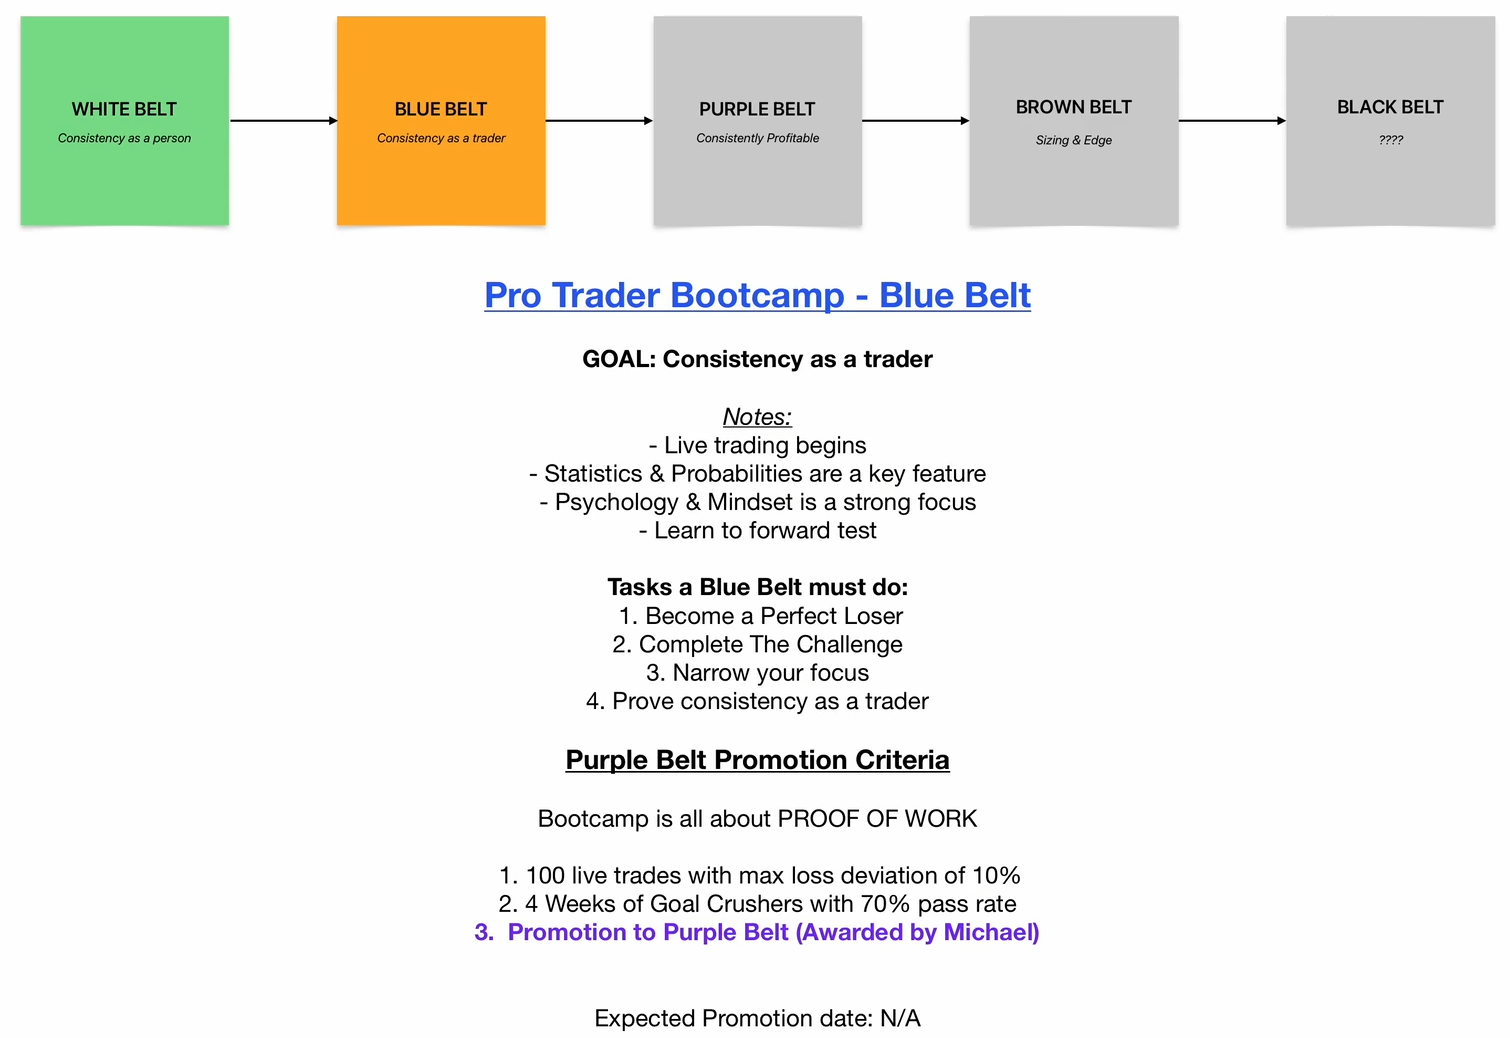 WHITE BELT
Consistency as a person
BLUE BELT
Consistency as a trader
PURPLE BELT
Consistently Profitable
BROWN BELT
Sizing & Edge
BLACK BELT
????
Pro Trader Bootcamp - Blue Belt
GOAL: Consistency as a trader
Notes:
- Live trading begins
- Statistics & Probabilities are a key feature
- Psychology & Mindset is a strong focus
- Learn to forward test
Tasks a Blue Belt must do:
1. Become a Perfect Loser
2. Complete The Challenge
3. Narrow your focus
4. Prove consistency as a trader
Purple Belt Promotion Criteria
Bootcamp is all about PROOF OF WORK
1. 100 live trades with max loss deviation of 10%
2. 4 Weeks of Goal Crushers with 70% pass rate
3. Promotion to Purple Belt (Awarded by Michael)
Expected Promotion date: N/A